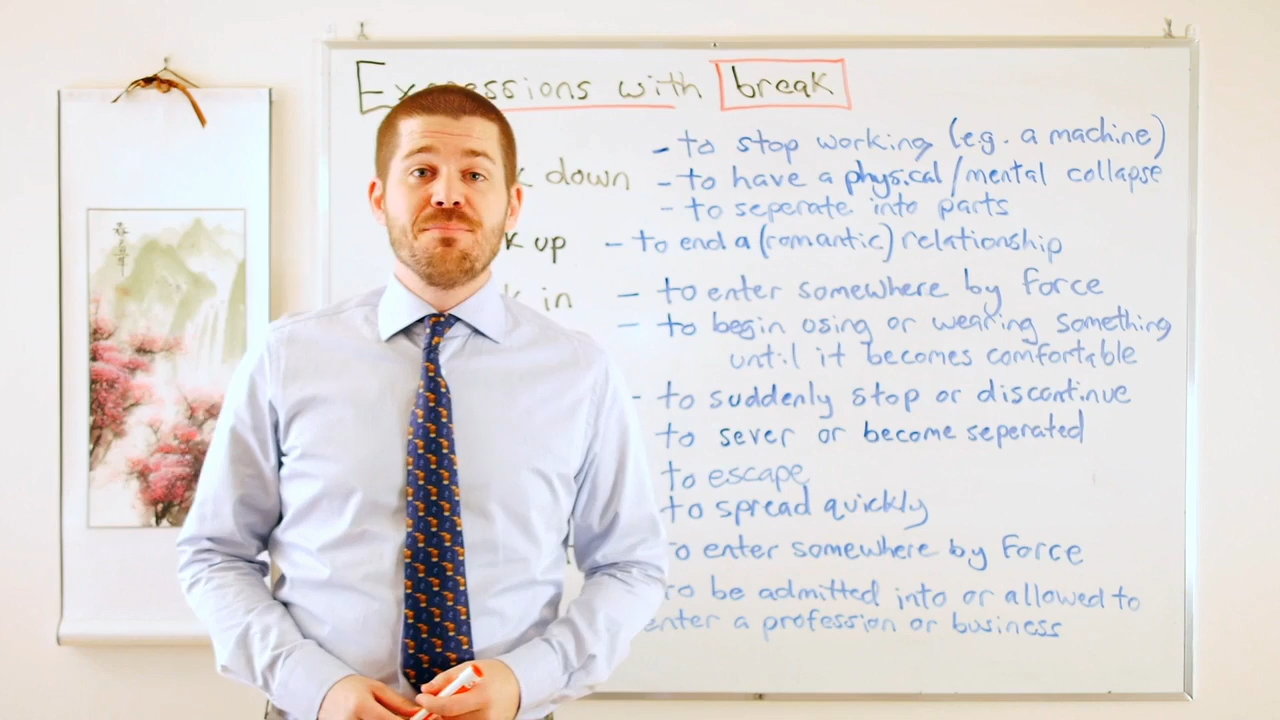 Expressions with break
- to stop working (e.g. a machine)
down - to have a physical/mental collapse
- to seperate into parts
up - to end a (romantic) relationship
in - to enter somewhere by force
- to begin using or wearing something
until it becomes comfortable
- to suddenly stop or discontinue
to sever or become seperated
to escape
to spread quickly
to enter somewhere by force
to be admitted into or allowed to
enter a profession or business